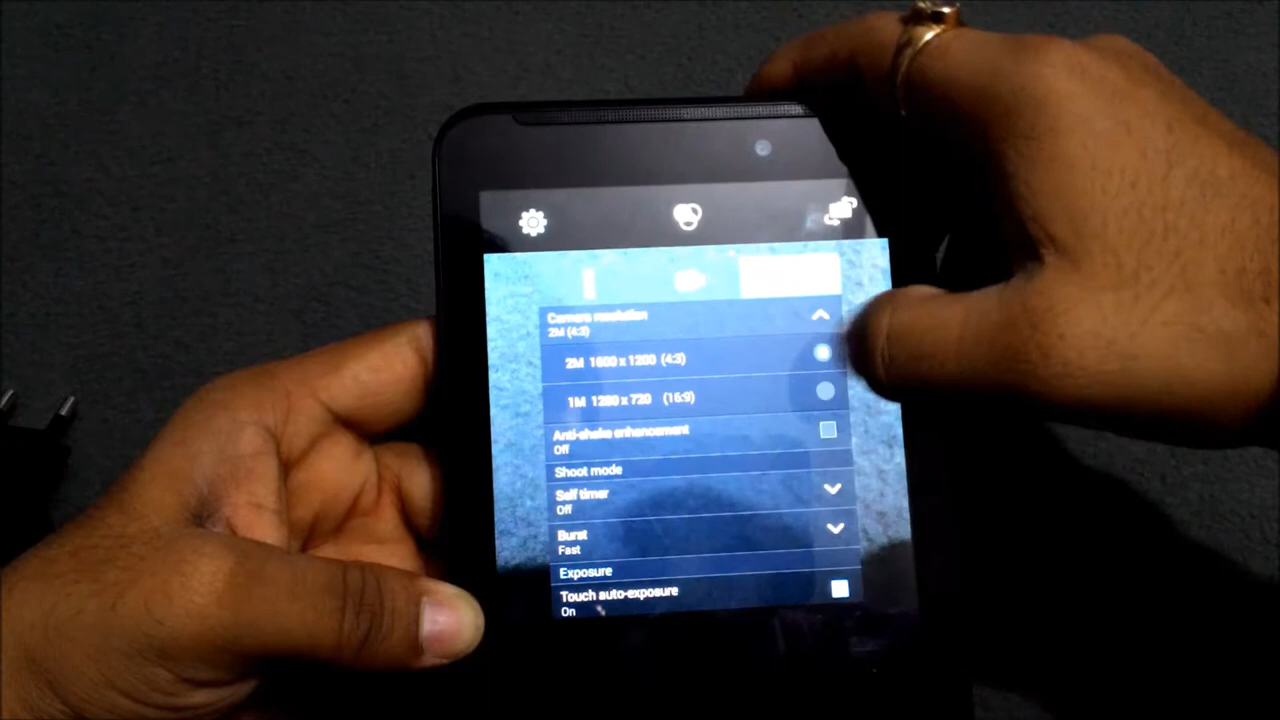 Camera resolution
2M (4:3)
2M 1600 x 1200 (4:3)
1M 1280 x 720 (16:9)
Anti-shake enhancement
Off
Shoot mode
Self timer
Off
Burst
Fast
Exposure
Touch auto-exposure
On